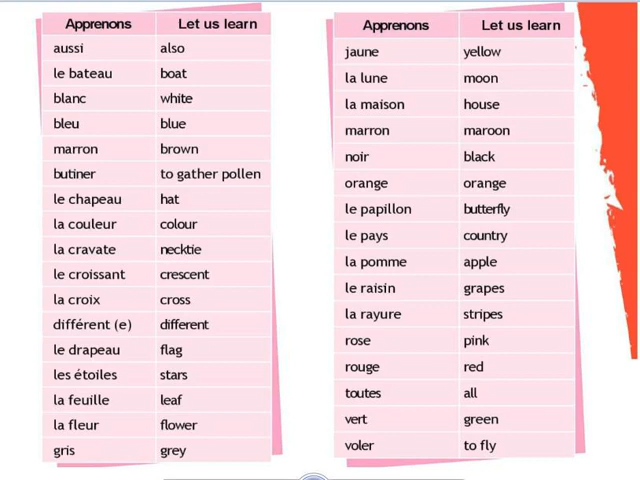 Apprenons Let us learn
aussi also
le bateau boat
blanc white
bleu blue
marron brown
butiner to gather pollen
le chapeau hat
la couleur colour
la cravate necktie
le croissant crescent
la croix cross
différent (e) different
le drapeau flag
les étoiles stars
la feuille leaf
la fleur flower
gris grey
Apprenons Let us learn
jaune yellow
la lune moon
la maison house
marron maroon
noir black
orange orange
le papillon butterfly
le pays country
la pomme apple
le raisin grapes
la rayure stripes
rose pink
rouge red
toutes all
vert green
voler to fly